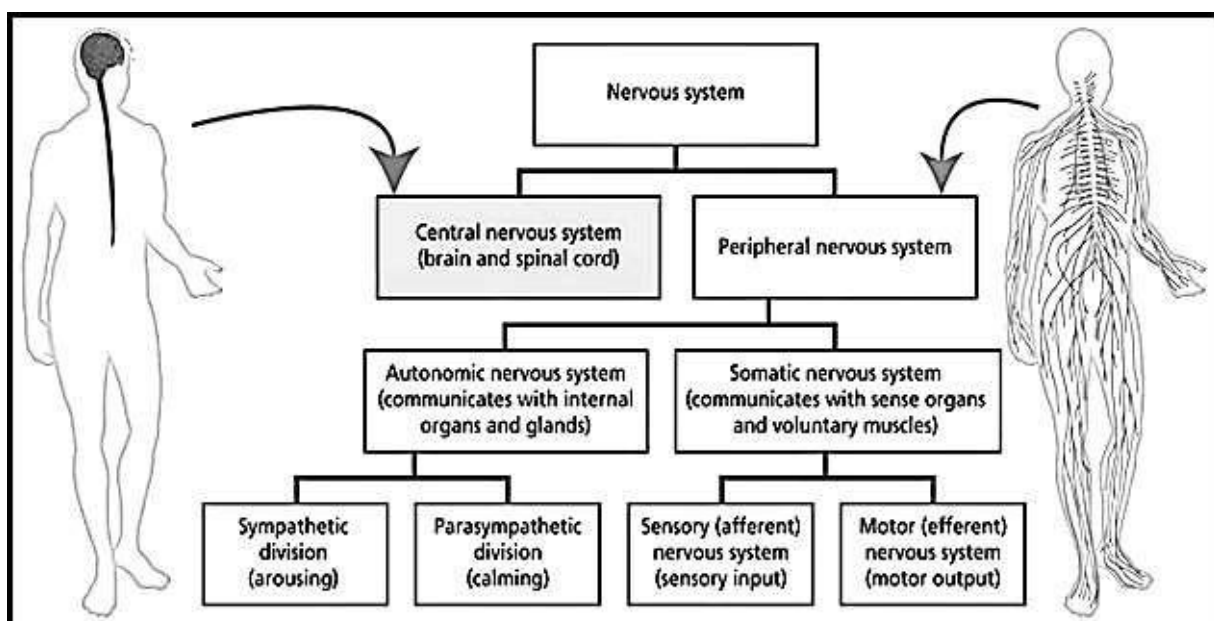 Nervous system
Central nervous system
(brain and spinal cord)
Peripheral nervous system
Autonomic nervous system
(communicates with internal
organs and glands)
Somatic nervous system
(communicates with sense organs
and voluntary muscles)
Sympathetic
division
(arousing)
Parasympathetic
division
(calming)
Sensory (afferent)
nervous system
(sensory input)
Motor (efferent)
nervous system
(motor output)